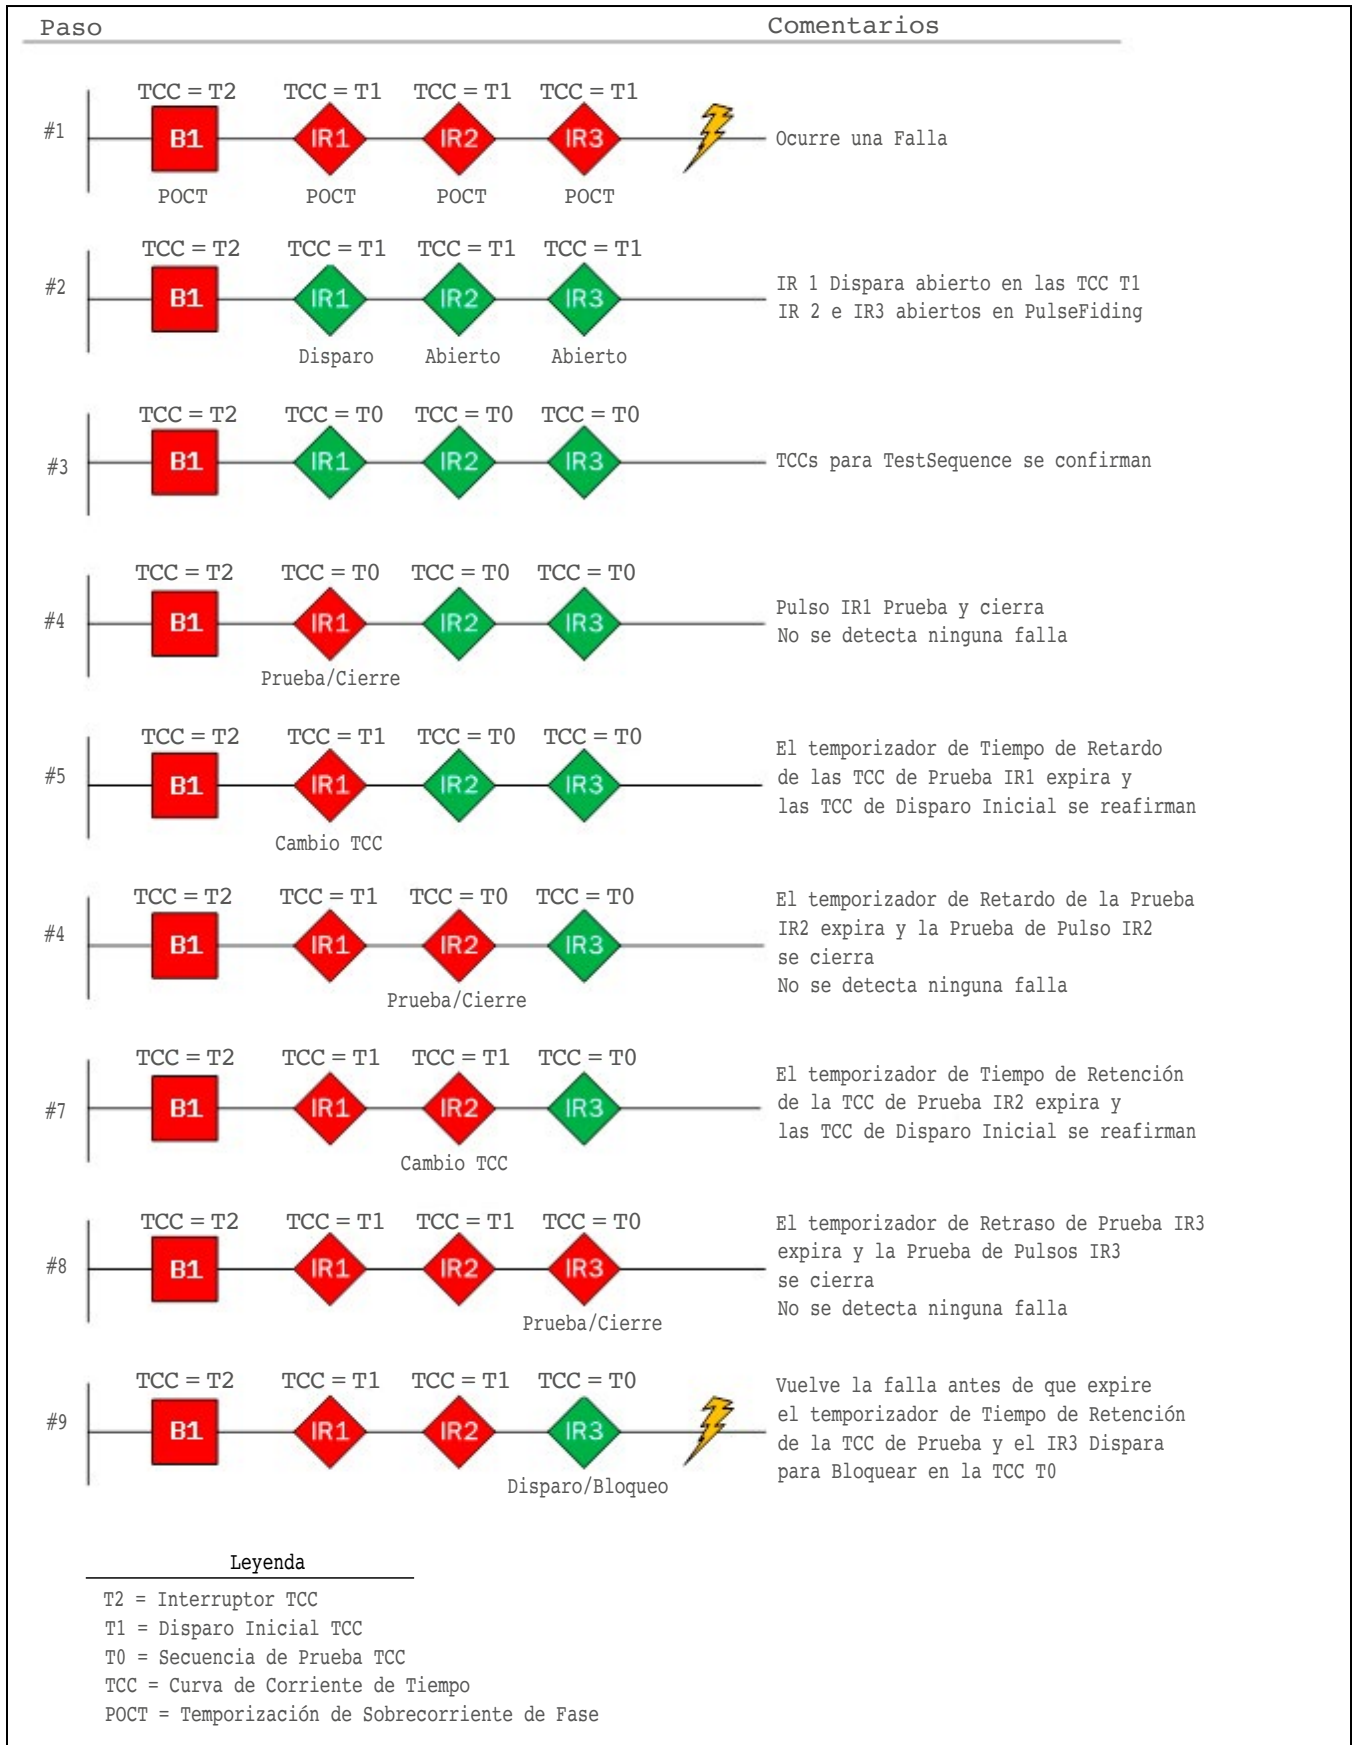 Paso Comentarios
TCC = T2 TCC = T1 TCC = T1 TCC = T1
#1 B1 IR1 IR2 IR3 Ocurre una Falla
POCT POCT POCT POCT
TCC = T2 TCC = T1 TCC = T1 TCC = T1
#2 B1 IR1 IR2 IR3 IR 1 Dispara abierto en las TCC T1
IR 2 e IR3 abiertos en PulseFiding
Disparo Abierto Abierto
TCC = T2 TCC = T0 TCC = T0 TCC = T0
#3 B1 IR1 IR2 IR3 TCCs para TestSequence se confirman
TCC = T2 TCC = T0 TCC = T0 TCC = T0
#4 B1 IR1 IR2 IR3 Pulso IR1 Prueba y cierra
No se detecta ninguna falla
Prueba/Cierre
TCC = T2 TCC = T1 TCC = T0 TCC = T0
#5 B1 IR1 IR2 IR3 El temporizador de Tiempo de Retardo
de las TCC de Prueba IR1 expira y
las TCC de Disparo Inicial se reafirman
Cambio TCC
TCC = T2 TCC = T1 TCC = T0 TCC = T0
#4 B1 IR1 IR2 IR3 El temporizador de Retardo de la Prueba
IR2 expira y la Prueba de Pulso IR2
se cierra
No se detecta ninguna falla
Prueba/Cierre
TCC = T2 TCC = T1 TCC = T1 TCC = T0
#7 B1 IR1 IR2 IR3 El temporizador de Tiempo de Retención
de la TCC de Prueba IR2 expira y
las TCC de Disparo Inicial se reafirman
Cambio TCC
TCC = T2 TCC = T1 TCC = T1 TCC = T0
#8 B1 IR1 IR2 IR3 El temporizador de Retraso de Prueba IR3
expira y la Prueba de Pulsos IR3
se cierra
No se detecta ninguna falla
Prueba/Cierre
TCC = T2 TCC = T1 TCC = T1 TCC = T0
#9 B1 IR1 IR2 IR3 Vuelve la falla antes de que expire
el temporizador de Tiempo de Retención
de la TCC de Prueba y el IR3 Dispara
para Bloquear en la TCC T0
Disparo/Bloqueo
Leyenda
T2 = Interruptor TCC
T1 = Disparo Inicial TCC
T0 = Secuencia de Prueba TCC
TCC = Curva de Corriente de Tiempo
POCT = Temporización de Sobrecorriente de Fase